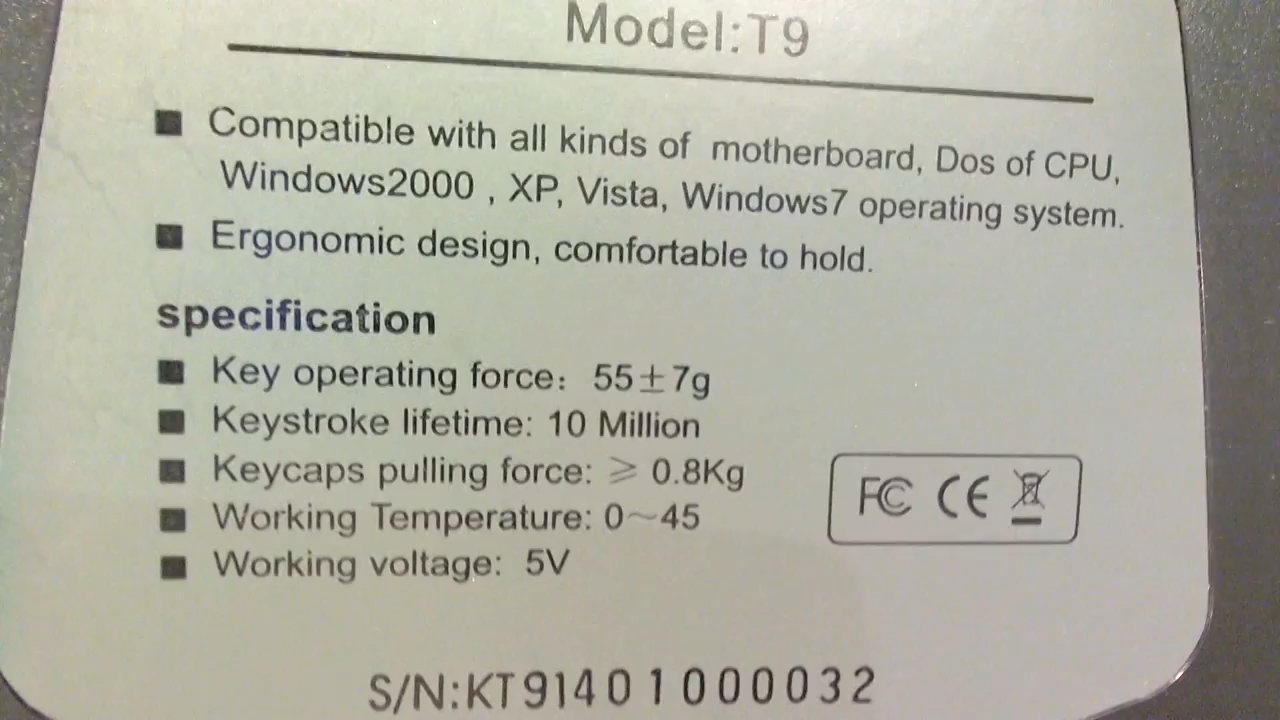 Model:T9
Compatible with all kinds of motherboard, Dos of CPU,
Windows2000 , XP, Vista, Windows7 operating system.
Ergonomic design, comfortable to hold.
specification
Key operating force: 55±7g
Keystroke lifetime: 10 Million
Keycaps pulling force: ⩾ 0.8Kg
Working Temperature: 0~45
Working voltage: 5V
FC CE
S/N:KT91401000032